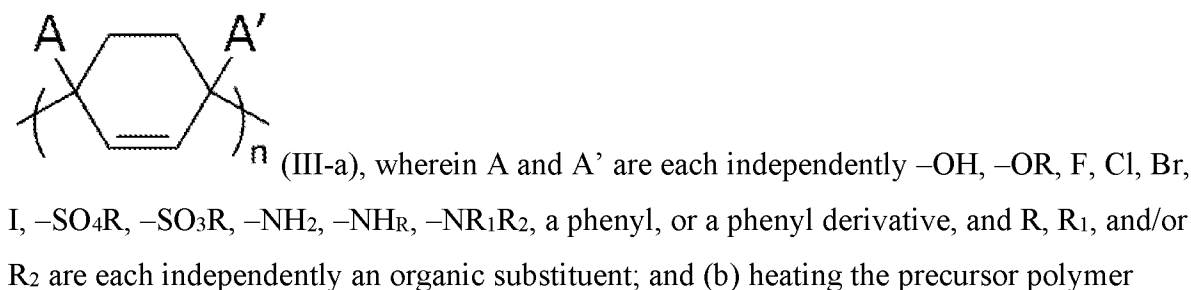 A A’
n (III-a), wherein A and A’ are each independently –OH, –OR, F, Cl, Br,
I, –SO4R, –SO3R, –NH2, –NHR, –NR1R2, a phenyl, or a phenyl derivative, and R, R1, and/or
R2 are each independently an organic substituent; and (b) heating the precursor polymer